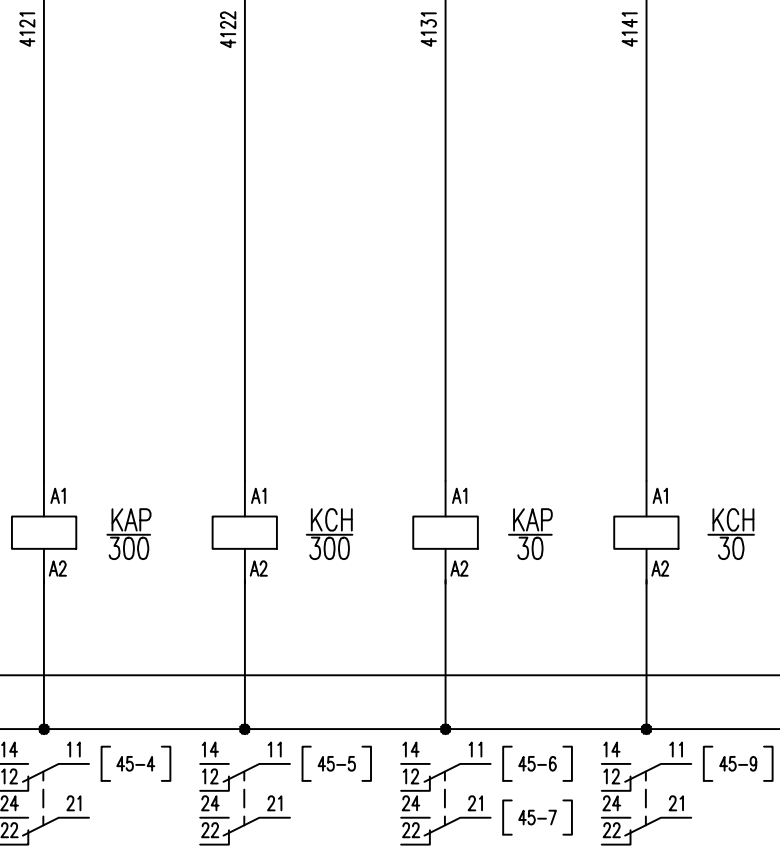 4121 4122 4131 4141
A1 A1 A1 A1
KAP KCH KAP KCH
300 300 30 30
A2 A2 A2 A2
14 11 [45-4] 14 11 [45-5] 14 11 [45-6] 14 11 [45-9]
12 12 12 12
24 21 24 21 24 21 [45-7] 24 21
22 22 22 22